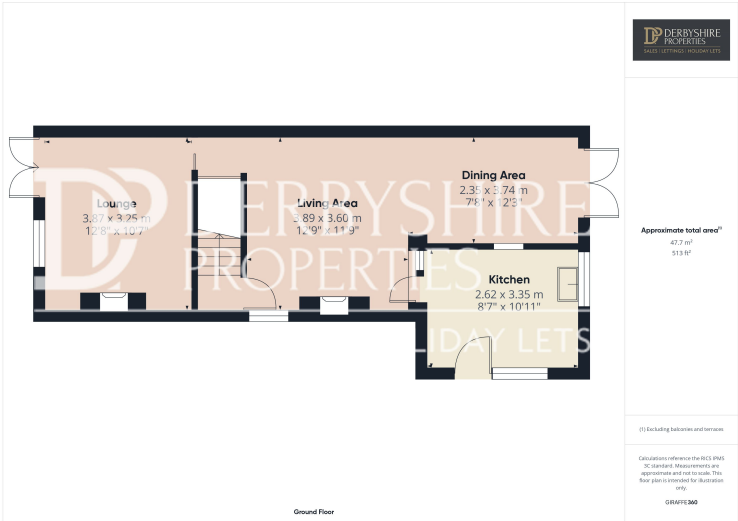 DERBYSHIRE
PROPERTIES
SALES | LETTINGS | HOLIDAY LETS
Lounge
3.87 x 3.25 m
12'8" x 10'7"
Living Area
3.89 x 3.60 m
12'9" x 11'9"
Dining Area
2.35 x 3.74 m
7'8" x 12'3"
Kitchen
2.62 x 3.35 m
8'7" x 10'11"
DERBYSHIRE
PROPERTIES
LIDAY LETS
Ground Floor
Approximate total area(1)
47.7 m²
513 ft²
(1) Excluding balconies and terraces
Calculations reference the RICS IPMS
3C standard. Measurements are
approximate and not to scale. This
floor plan is intended for illustration
only.
GIRAFFE360